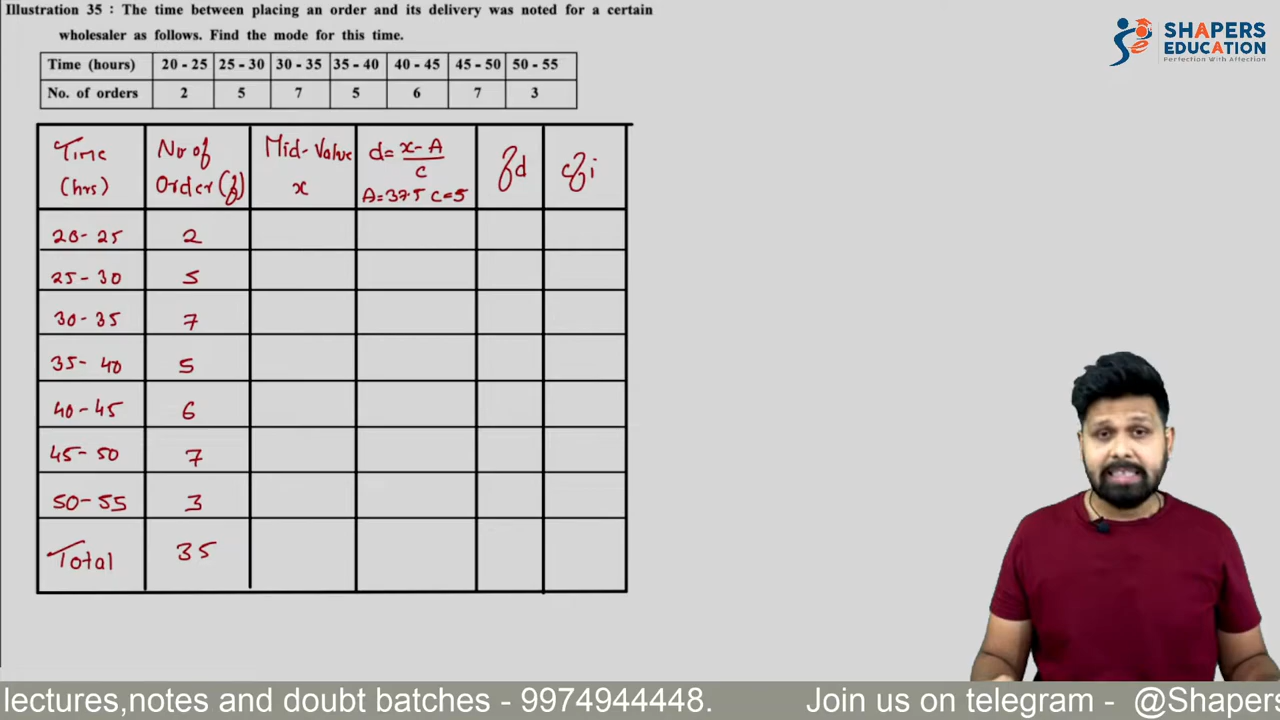 Illustration 35 : The time between placing an order and its delivery was noted for a certain
wholesaler as follows. Find the mode for this time.
SHAPERS
EDUCATION
Perfection With Affection
Time (hours) 20 - 25 25 - 30 30 - 35 35 - 40 40 - 45 45 - 50 50 - 55
No. of orders 2 5 7 5 6 7 3
Time (hrs) No of Order (f) Mid-Value x d = x - A / c A = 37.5 C = 5 fd cfi
20 - 25 2
25 - 30 5
30 - 35 7
35 - 40 5
40 - 45 6
45 - 50 7
50 - 55 3
Total 35
lectures,notes and doubt batches - 9974944448. Join us on telegram - @Shapers